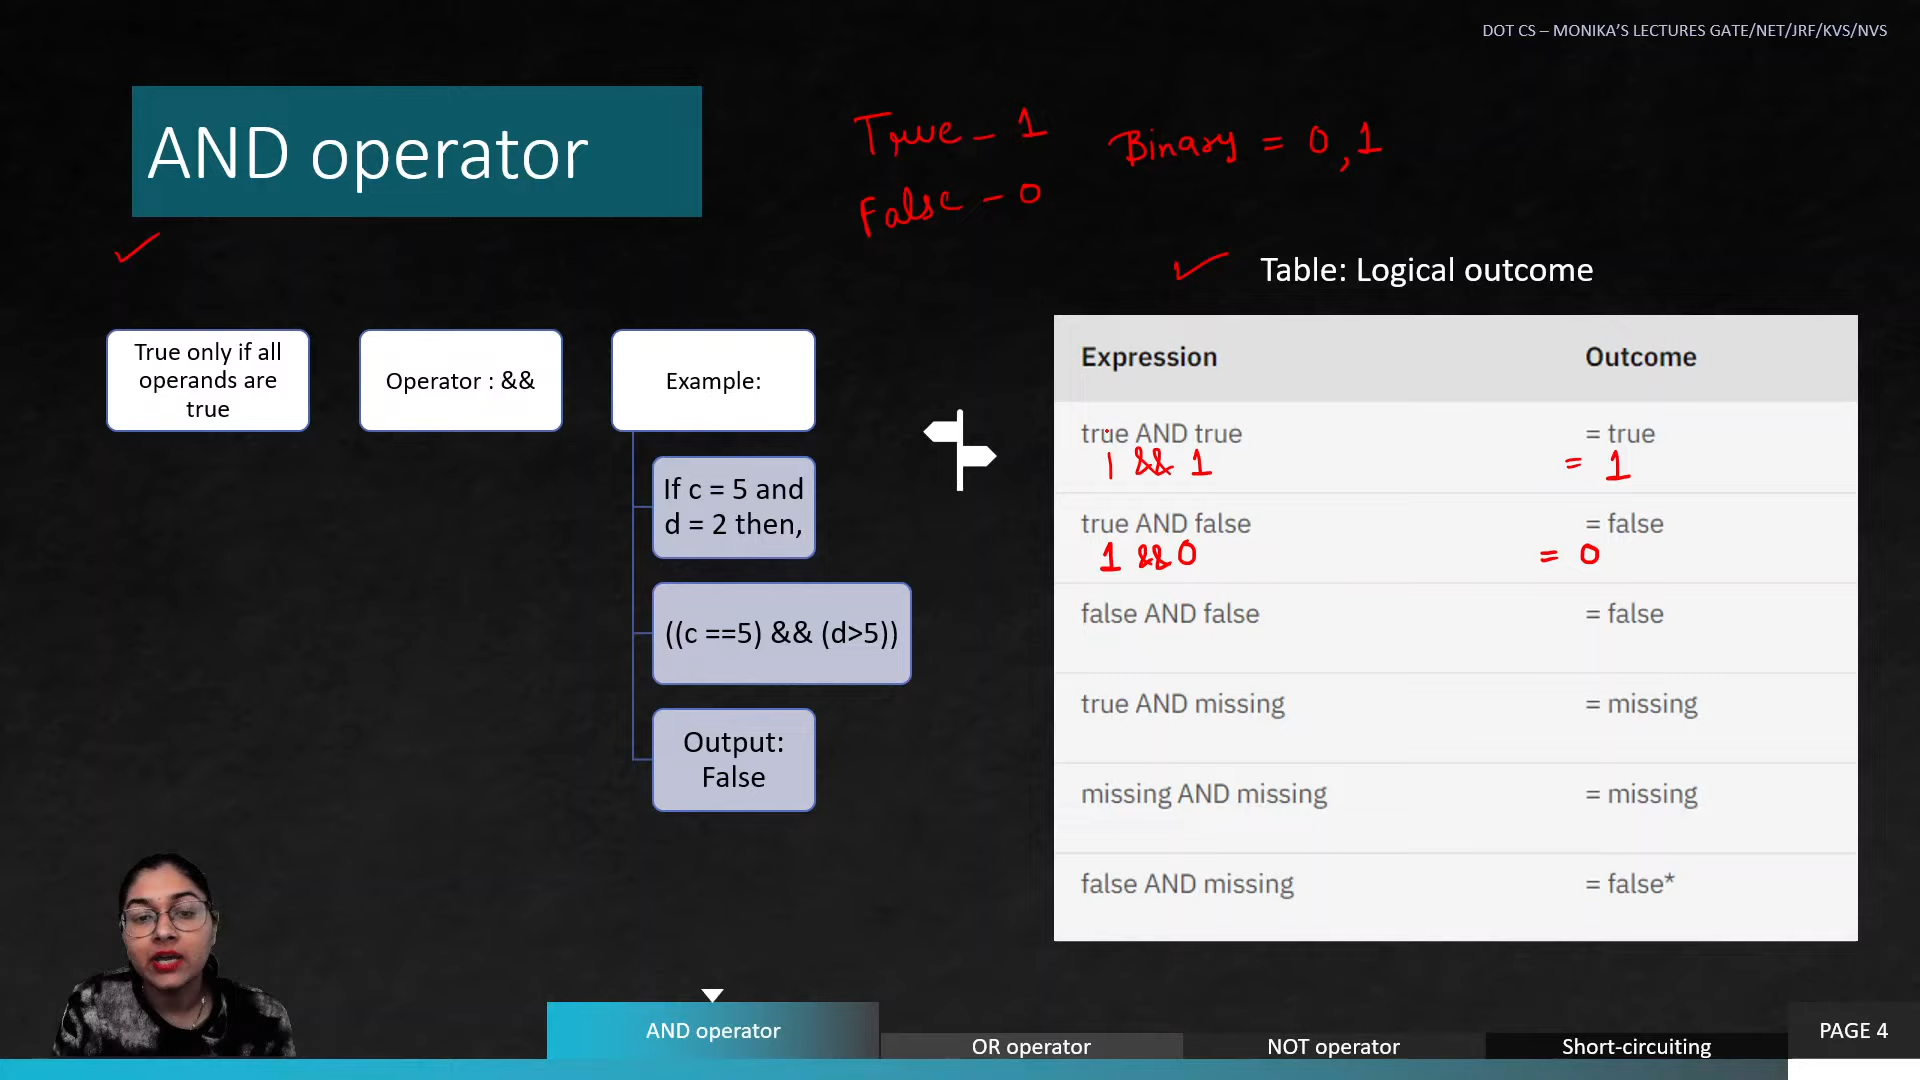 DOT CS – MONIKA'S LECTURES GATE/NET/JRF/KVS/NVS
AND operator
True – 1
False – 0
Binary = 0, 1
Table: Logical outcome
True only if all
operands are
true
Operator : &&
Example:
If c = 5 and
d = 2 then,
((c ==5) && (d>5))
Output:
False
Expression Outcome
true AND true = true
1 && 1 = 1
true AND false = false
1 && 0 = 0
false AND false = false
true AND missing = missing
missing AND missing = missing
false AND missing = false*
AND operator
OR operator
NOT operator
Short-circuiting
PAGE 4